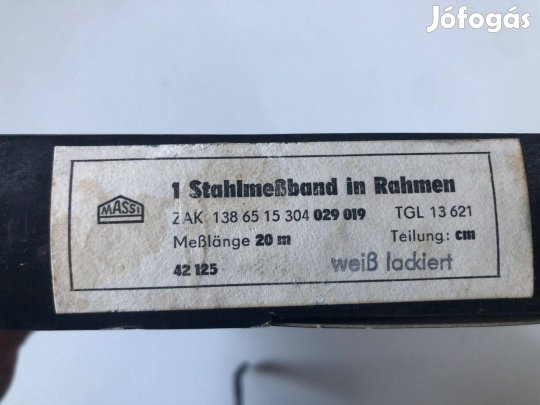 Jófogás
1 Stahlmeßband in Rahmen
MASSI
ZAK 138 65 15 304 029 019 TGL 13 621
Meßlänge 20 m Teilung: cm
42 125 weiß lackiert